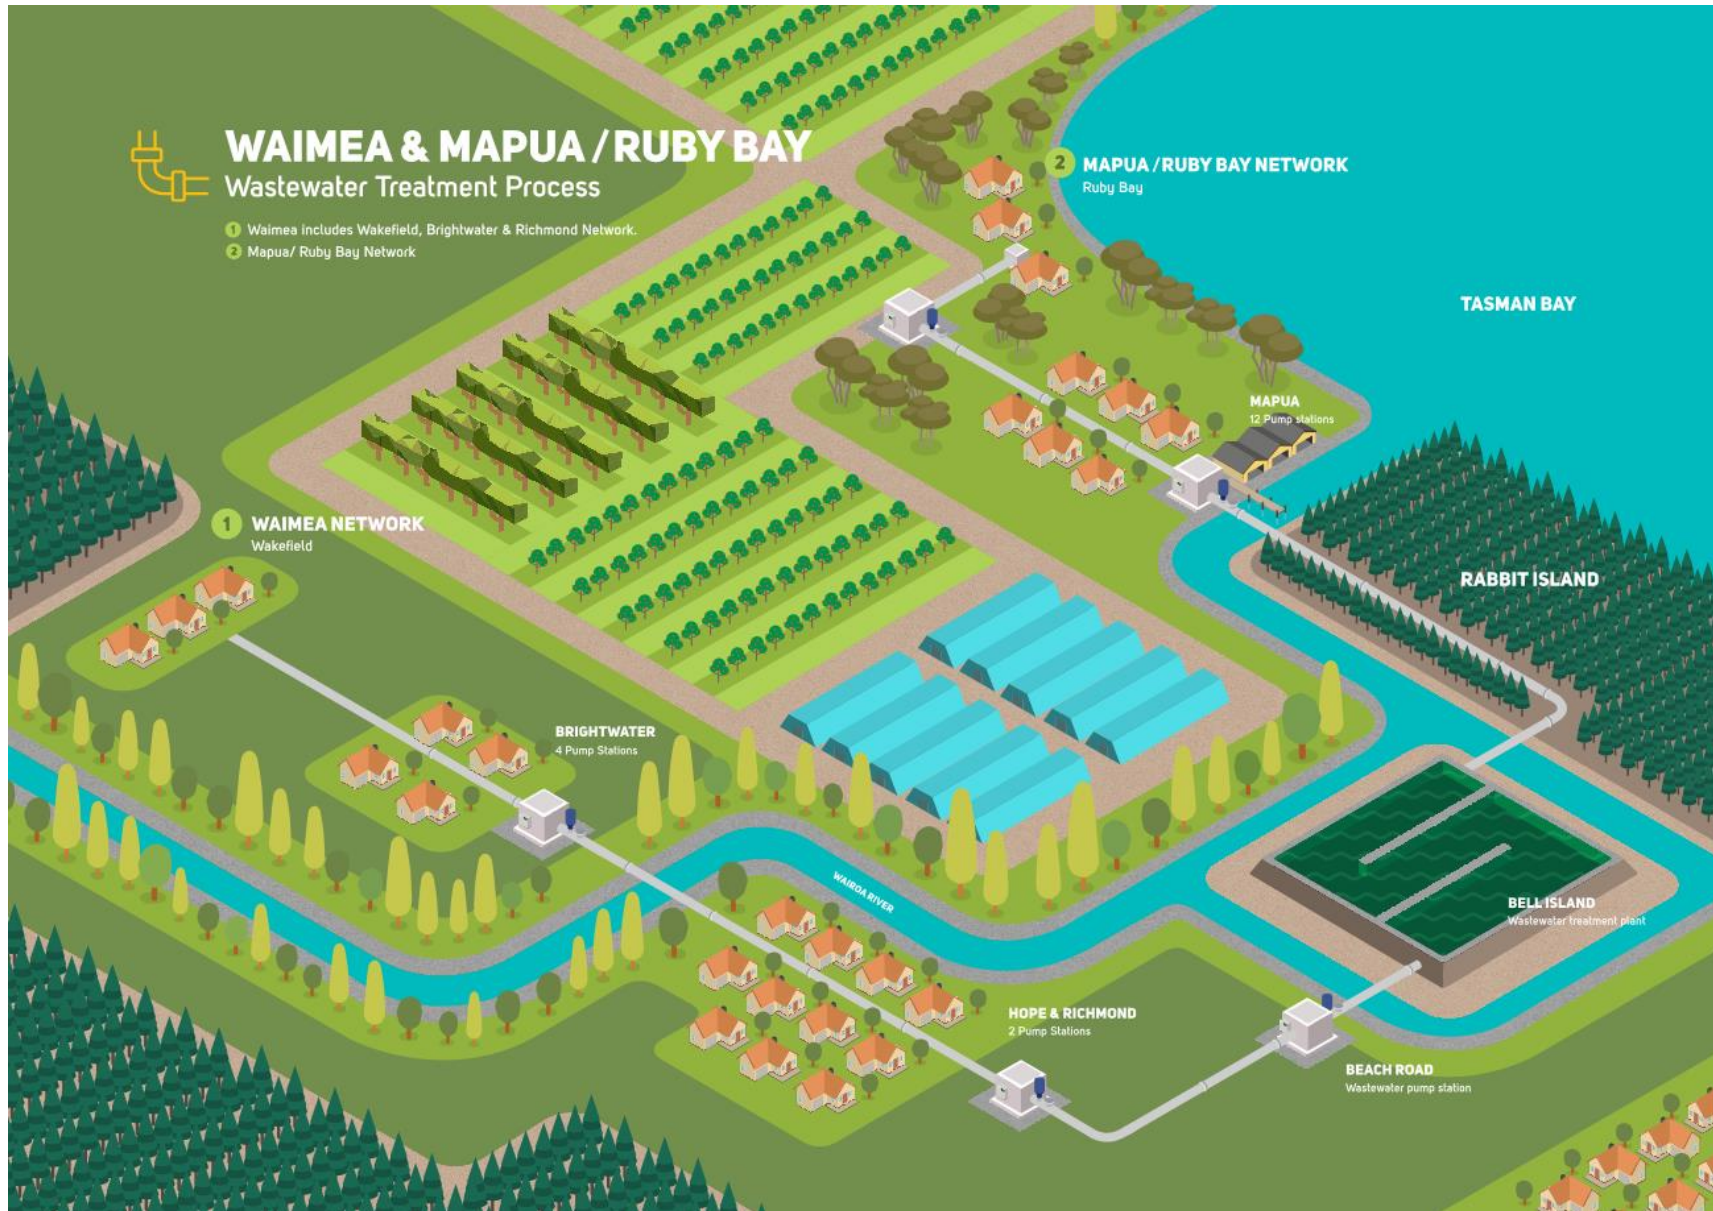 WAIMEA & MAPUA / RUBY BAY
Wastewater Treatment Process
1 Waimea includes Wakefield, Brightwater & Richmond Network.
2 Mapua/ Ruby Bay Network
2 MAPUA / RUBY BAY NETWORK
Ruby Bay
TASMAN BAY
MAPUA
12 Pump stations
RABBIT ISLAND
1 WAIMEA NETWORK
Wakefield
BRIGHTWATER
4 Pump Stations
WAIROA RIVER
BELL ISLAND
Wastewater treatment plant
HOPE & RICHMOND
2 Pump Stations
BEACH ROAD
Wastewater pump station